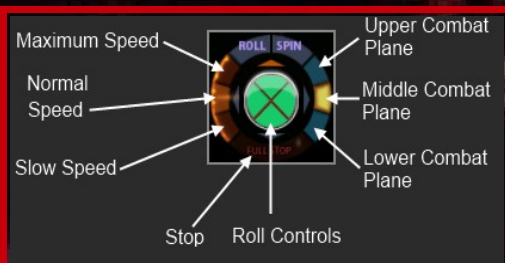 Maximum Speed
Normal
Speed
Slow Speed
Stop
Roll Controls
ROLL SPIN
FULL STOP
Upper Combat
Plane
Middle Combat
Plane
Lower Combat
Plane